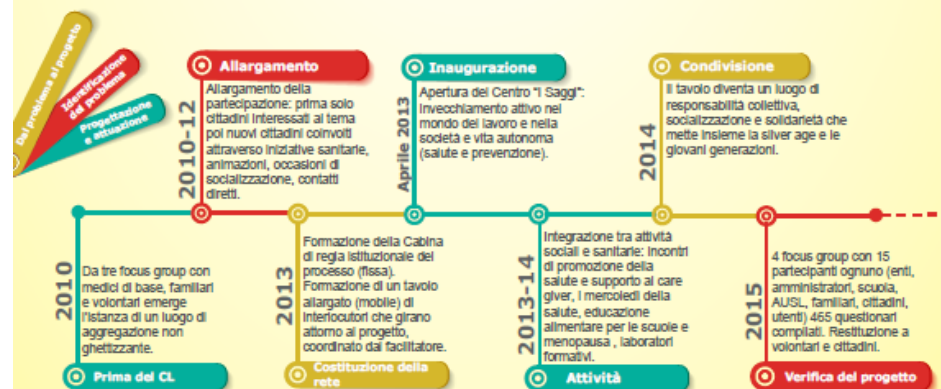 Dal problema al progetto
Identificazione
del problema
Progettazione
e attuazione
Allargamento
2010-12
Allargamento della
partecipazione: prima solo
cittadini interessati al tema
poi nuovi cittadini coinvolti
attraverso iniziative sanitarie,
animazioni, occasioni di
socializzazione, contatti
diretti.
Inaugurazione
Aprile 2013
Apertura del Centro "I Saggi":
Invecchiamento attivo nel
mondo del lavoro e nella
società e vita autonoma
(salute e prevenzione).
Condivisione
2014
Il tavolo diventa un luogo di
responsabilità collettiva,
socializzazione e solidarietà che
mette insieme la silver age e le
giovani generazioni.
2010
Da tre focus group con
medici di base, familiari
e volontari emerge
l'istanza di un luogo di
aggregazione non
ghettizzante.
Prima del CL
2013
Formazione della Cabina
di regia istituzionale del
processo (fissa).
Formazione di un tavolo
allargato (mobile) di
interlocutori che girano
attorno al progetto,
coordinato dal facilitatore.
Costituzione della
rete
2013-14
Integrazione tra attività
sociali e sanitarie: incontri
di promozione della
salute e supporto ai care
giver, i mercoledì della
salute, educazione
alimentare per le scuole e
menopausa , laboratori
formativi.
Attività
2015
4 focus group con 15
partecipanti ognuno (enti,
amministratori, scuola,
AUSL, familiari, cittadini,
utenti) 465 questionari
compilati. Restituzione a
volontari e cittadini.
Verifica del progetto